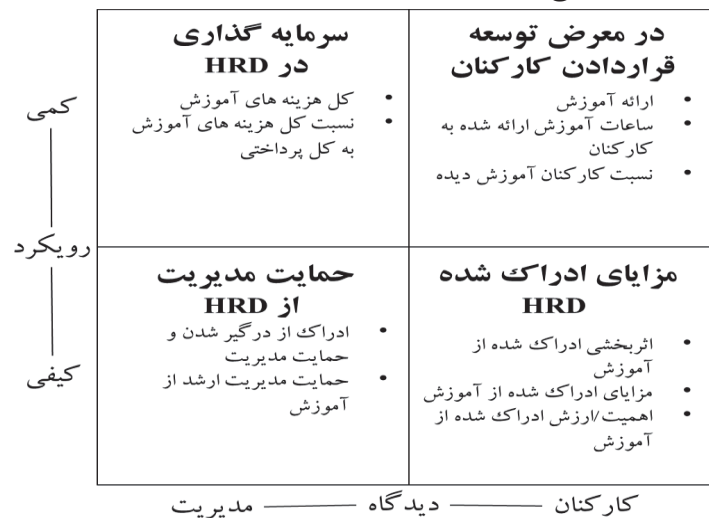 در معرض توسعه
قراردادن کارکنان
• ارائه آموزش
• ساعات آموزش ارائه شده به
کارکنان
• نسبت کارکنان آموزش دیده
سرمایه گذاری
در HRD
• کل هزینه های آموزش
• نسبت کل هزینه های آموزش
به کل پرداختی
کمی
رویکرد
کیفی
مزایای ادراک شده
HRD
• اثربخشی ادراک شده از
آموزش
• مزایای ادراک شده از آموزش
• اهمیت/ارزش ادراک شده از
آموزش
حمایت مدیریت
از HRD
• ادراک از درگیر شدن و
حمایت مدیریت
• حمایت مدیریت ارشد از
آموزش
کارکنان دیدگاه مدیریت